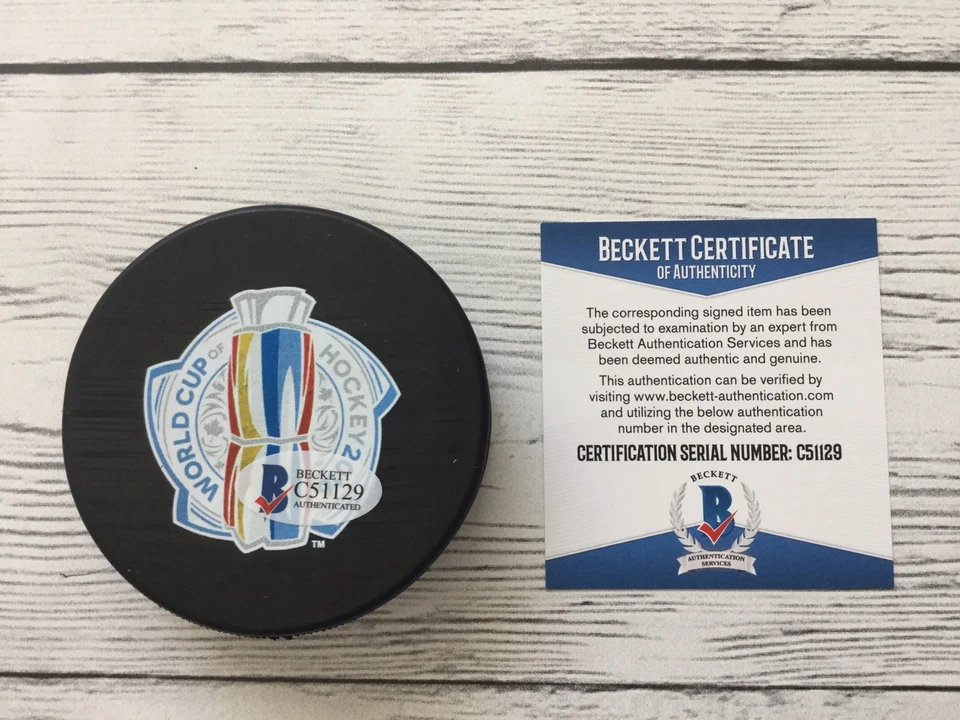 WORLD CUP OF HOCKEY 20
TM
BECKETT
C51129
AUTHENTICATED
BECKETT CERTIFICATE
OF AUTHENTICITY
The corresponding signed item has been
subjected to examination by an expert from
Beckett Authentication Services and has
been deemed authentic and genuine.
This authentication can be verified by
visiting www.beckett-authentication.com
and utilizing the below authentication
number in the designated area.
CERTIFICATION SERIAL NUMBER: C51129
BECKETT
B
AUTHENTICATION
SERVICES